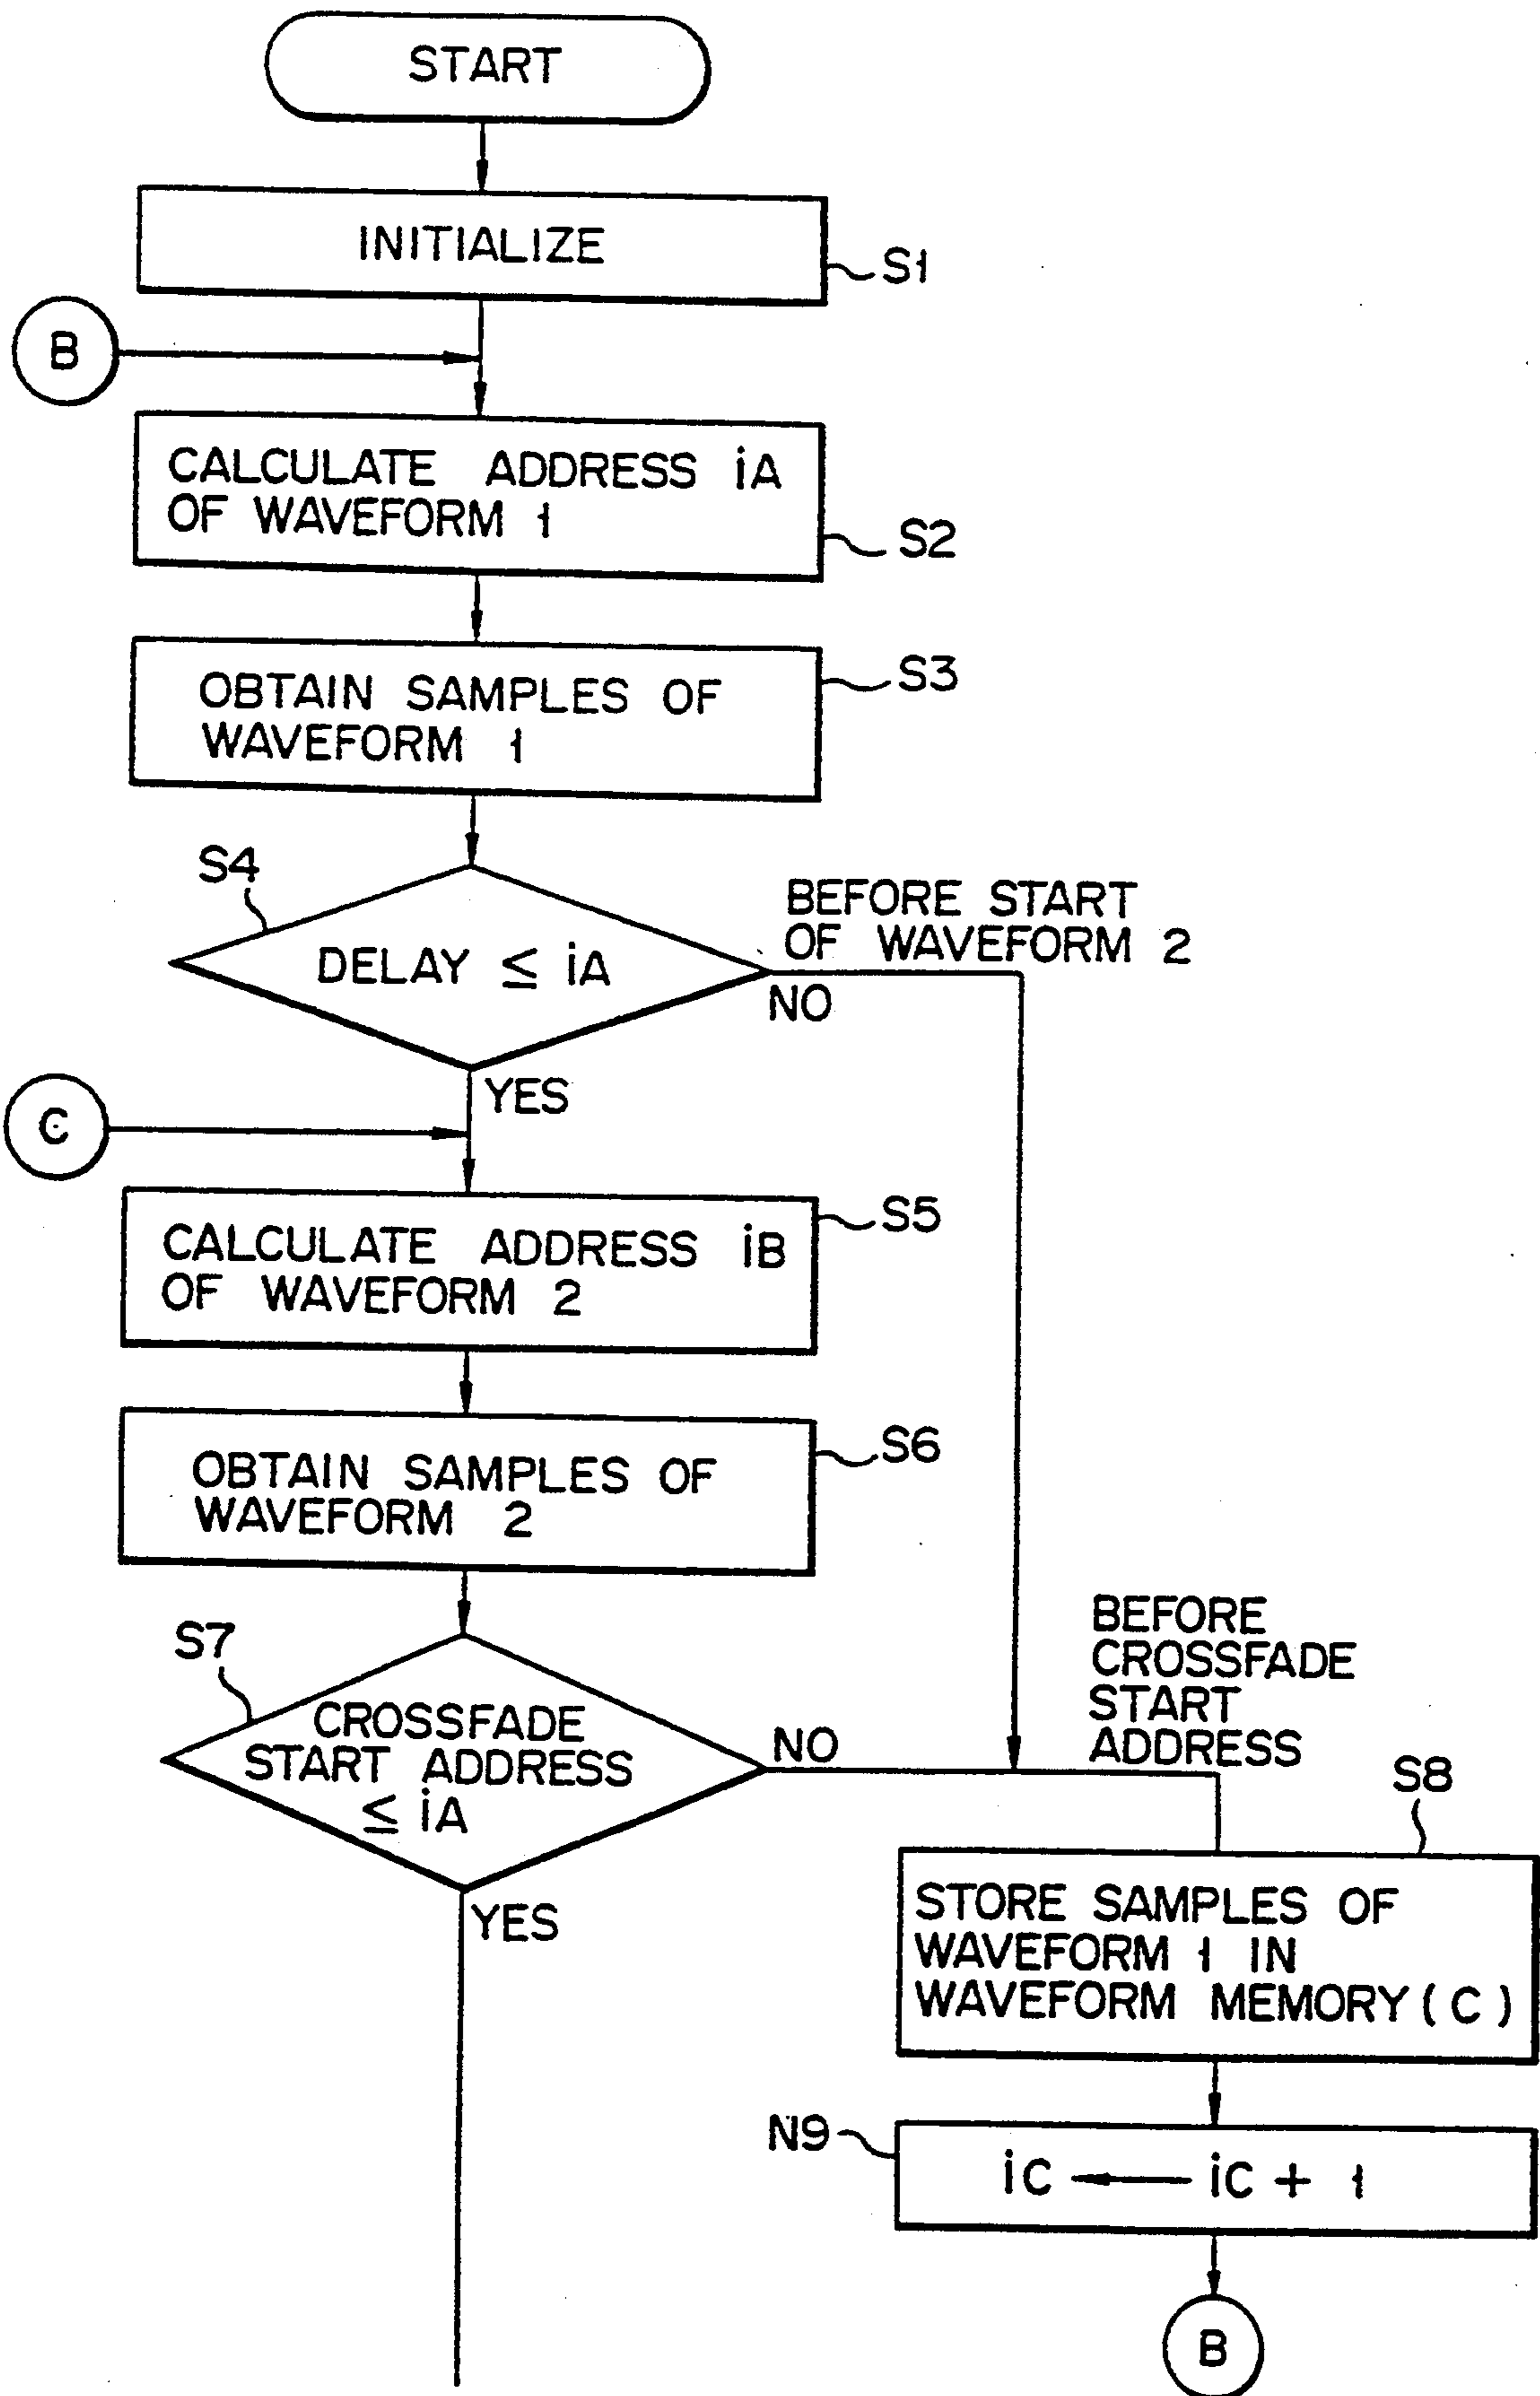 START
INITIALIZE
S1
B
CALCULATE ADDRESS iA
OF WAVEFORM 1
S2
OBTAIN SAMPLES OF
WAVEFORM 1
S3
S4
DELAY ≤ iA
BEFORE START
OF WAVEFORM 2
NO
YES
C
CALCULATE ADDRESS iB
OF WAVEFORM 2
S5
OBTAIN SAMPLES OF
WAVEFORM 2
S6
S7
CROSSFADE
START ADDRESS
≤ iA
NO
BEFORE
CROSSFADE
START
ADDRESS
YES
S8
STORE SAMPLES OF
WAVEFORM 1 IN
WAVEFORM MEMORY (C)
N9
iC ← iC + 1
B